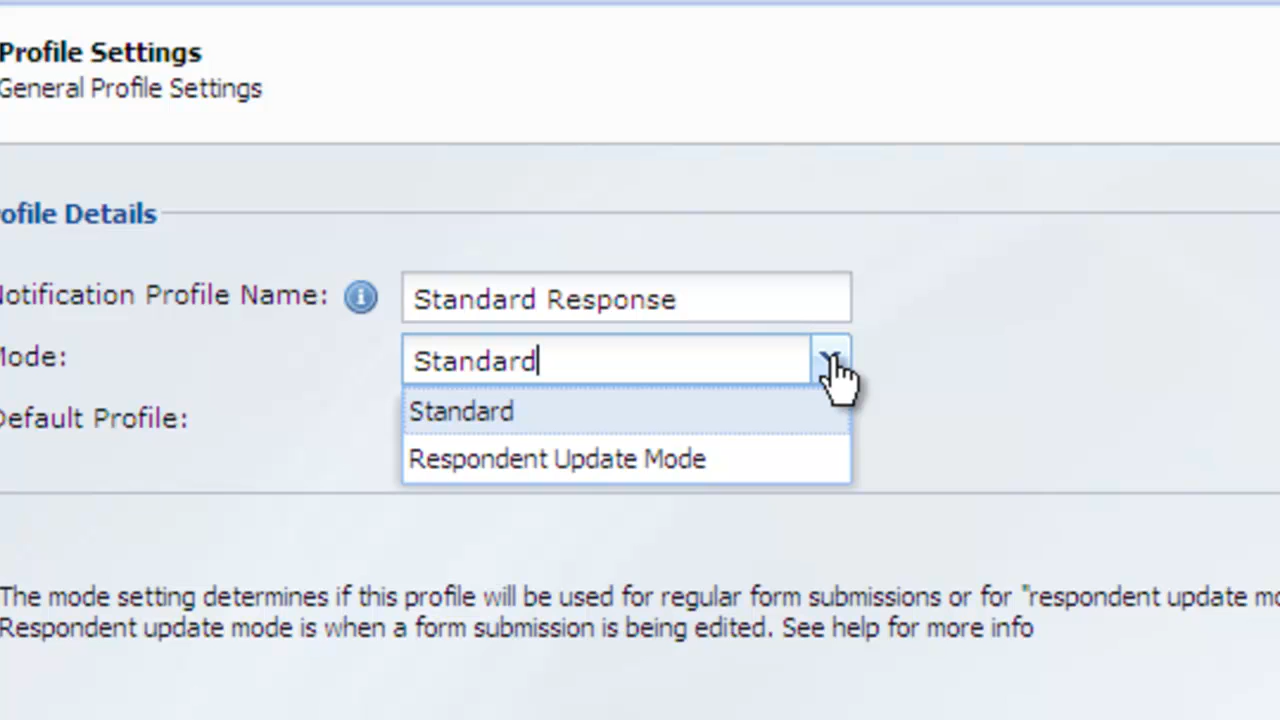 Profile Settings
General Profile Settings
ofile Details
otification Profile Name:
Standard Response
ode:
Standard
Standard
Respondent Update Mode
Default Profile:
The mode setting determines if this profile will be used for regular form submissions or for "respondent update mo
Respondent update mode is when a form submission is being edited. See help for more info